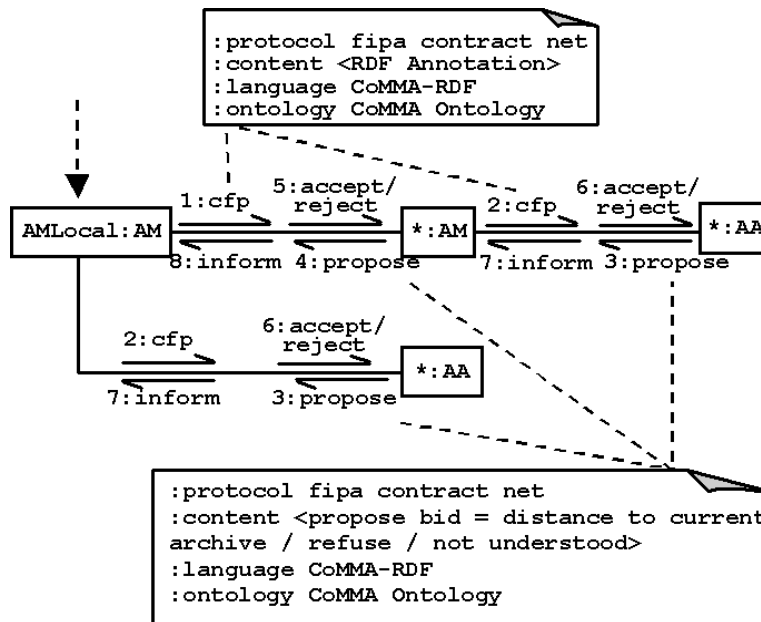 :protocol fipa contract net
:content <RDF Annotation>
:language CoMMA-RDF
:ontology CoMMA Ontology
1:cfp
5:accept/
reject
2:cfp
6:accept/
reject
AMLocal:AM
*:AM
*:AA
8:inform
4:propose
7:inform
3:propose
2:cfp
6:accept/
reject
*:AA
7:inform
3:propose
:protocol fipa contract net
:content <propose bid = distance to current
archive / refuse / not understood>
:language CoMMA-RDF
:ontology CoMMA Ontology